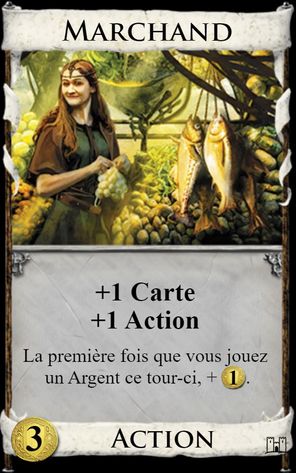 MARCHAND
+1 Carte
+1 Action
La première fois que vous jouez
un Argent ce tour-ci, + 1.
3 ACTION